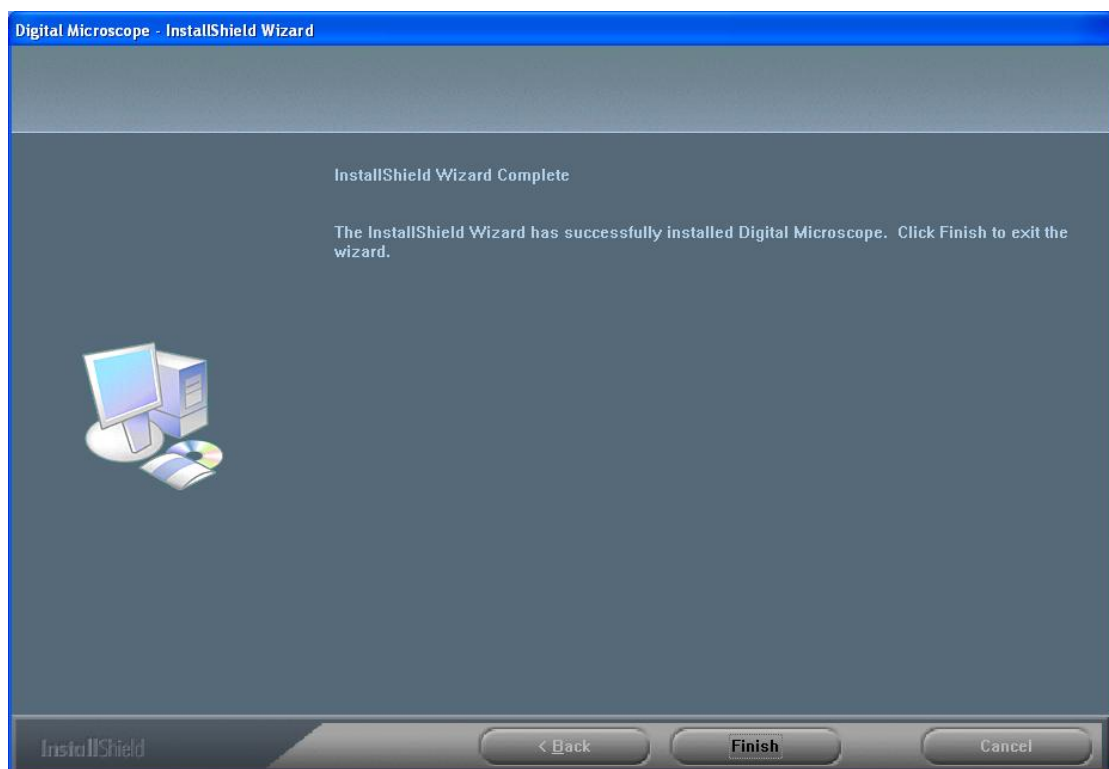 Digital Microscope - InstallShield Wizard
InstallShield Wizard Complete
The InstallShield Wizard has successfully installed Digital Microscope. Click Finish to exit the
wizard.
InstallShield
< Back
Finish
Cancel